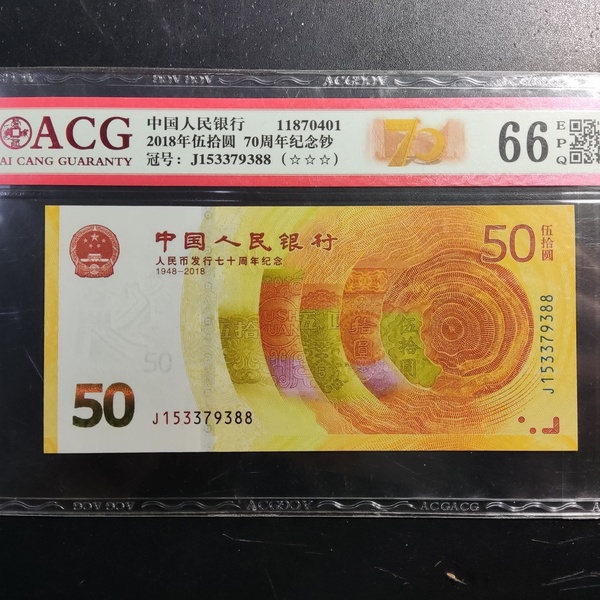 ACG
AI CANG GUARANTY
中国人民银行 11870401
2018年伍拾圆 70周年纪念钞
冠号：J153379388（☆☆☆）
70
66
EPQ
中国人民银行
人民币发行七十周年纪念
1948-2018
50
伍拾圆
50
50
J153379388
J153379388
伍拾圆
ACGACG